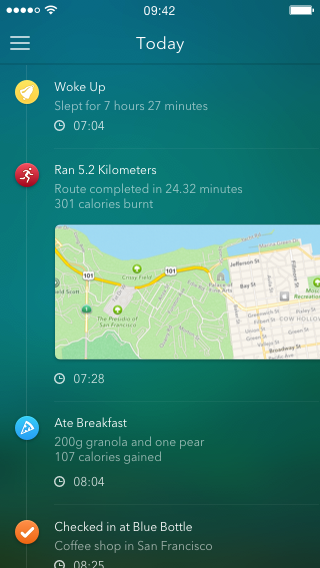 09:42
Today
Woke Up
Slept for 7 hours 27 minutes
07:04
Ran 5.2 Kilometers
Route completed in 24.32 minutes
301 calories burnt
Jefferson St
101
101
Crissy Field
Palace of
Fine Arts
Bay St
The Presidio of
San Francisco
Greenwich St
COW HOLLOW
Union St
Green St
Broadway St
07:28
Ate Breakfast
200g granola and one pear
107 calories gained
08:04
Checked in at Blue Bottle
Coffee shop in San Francisco
08:25